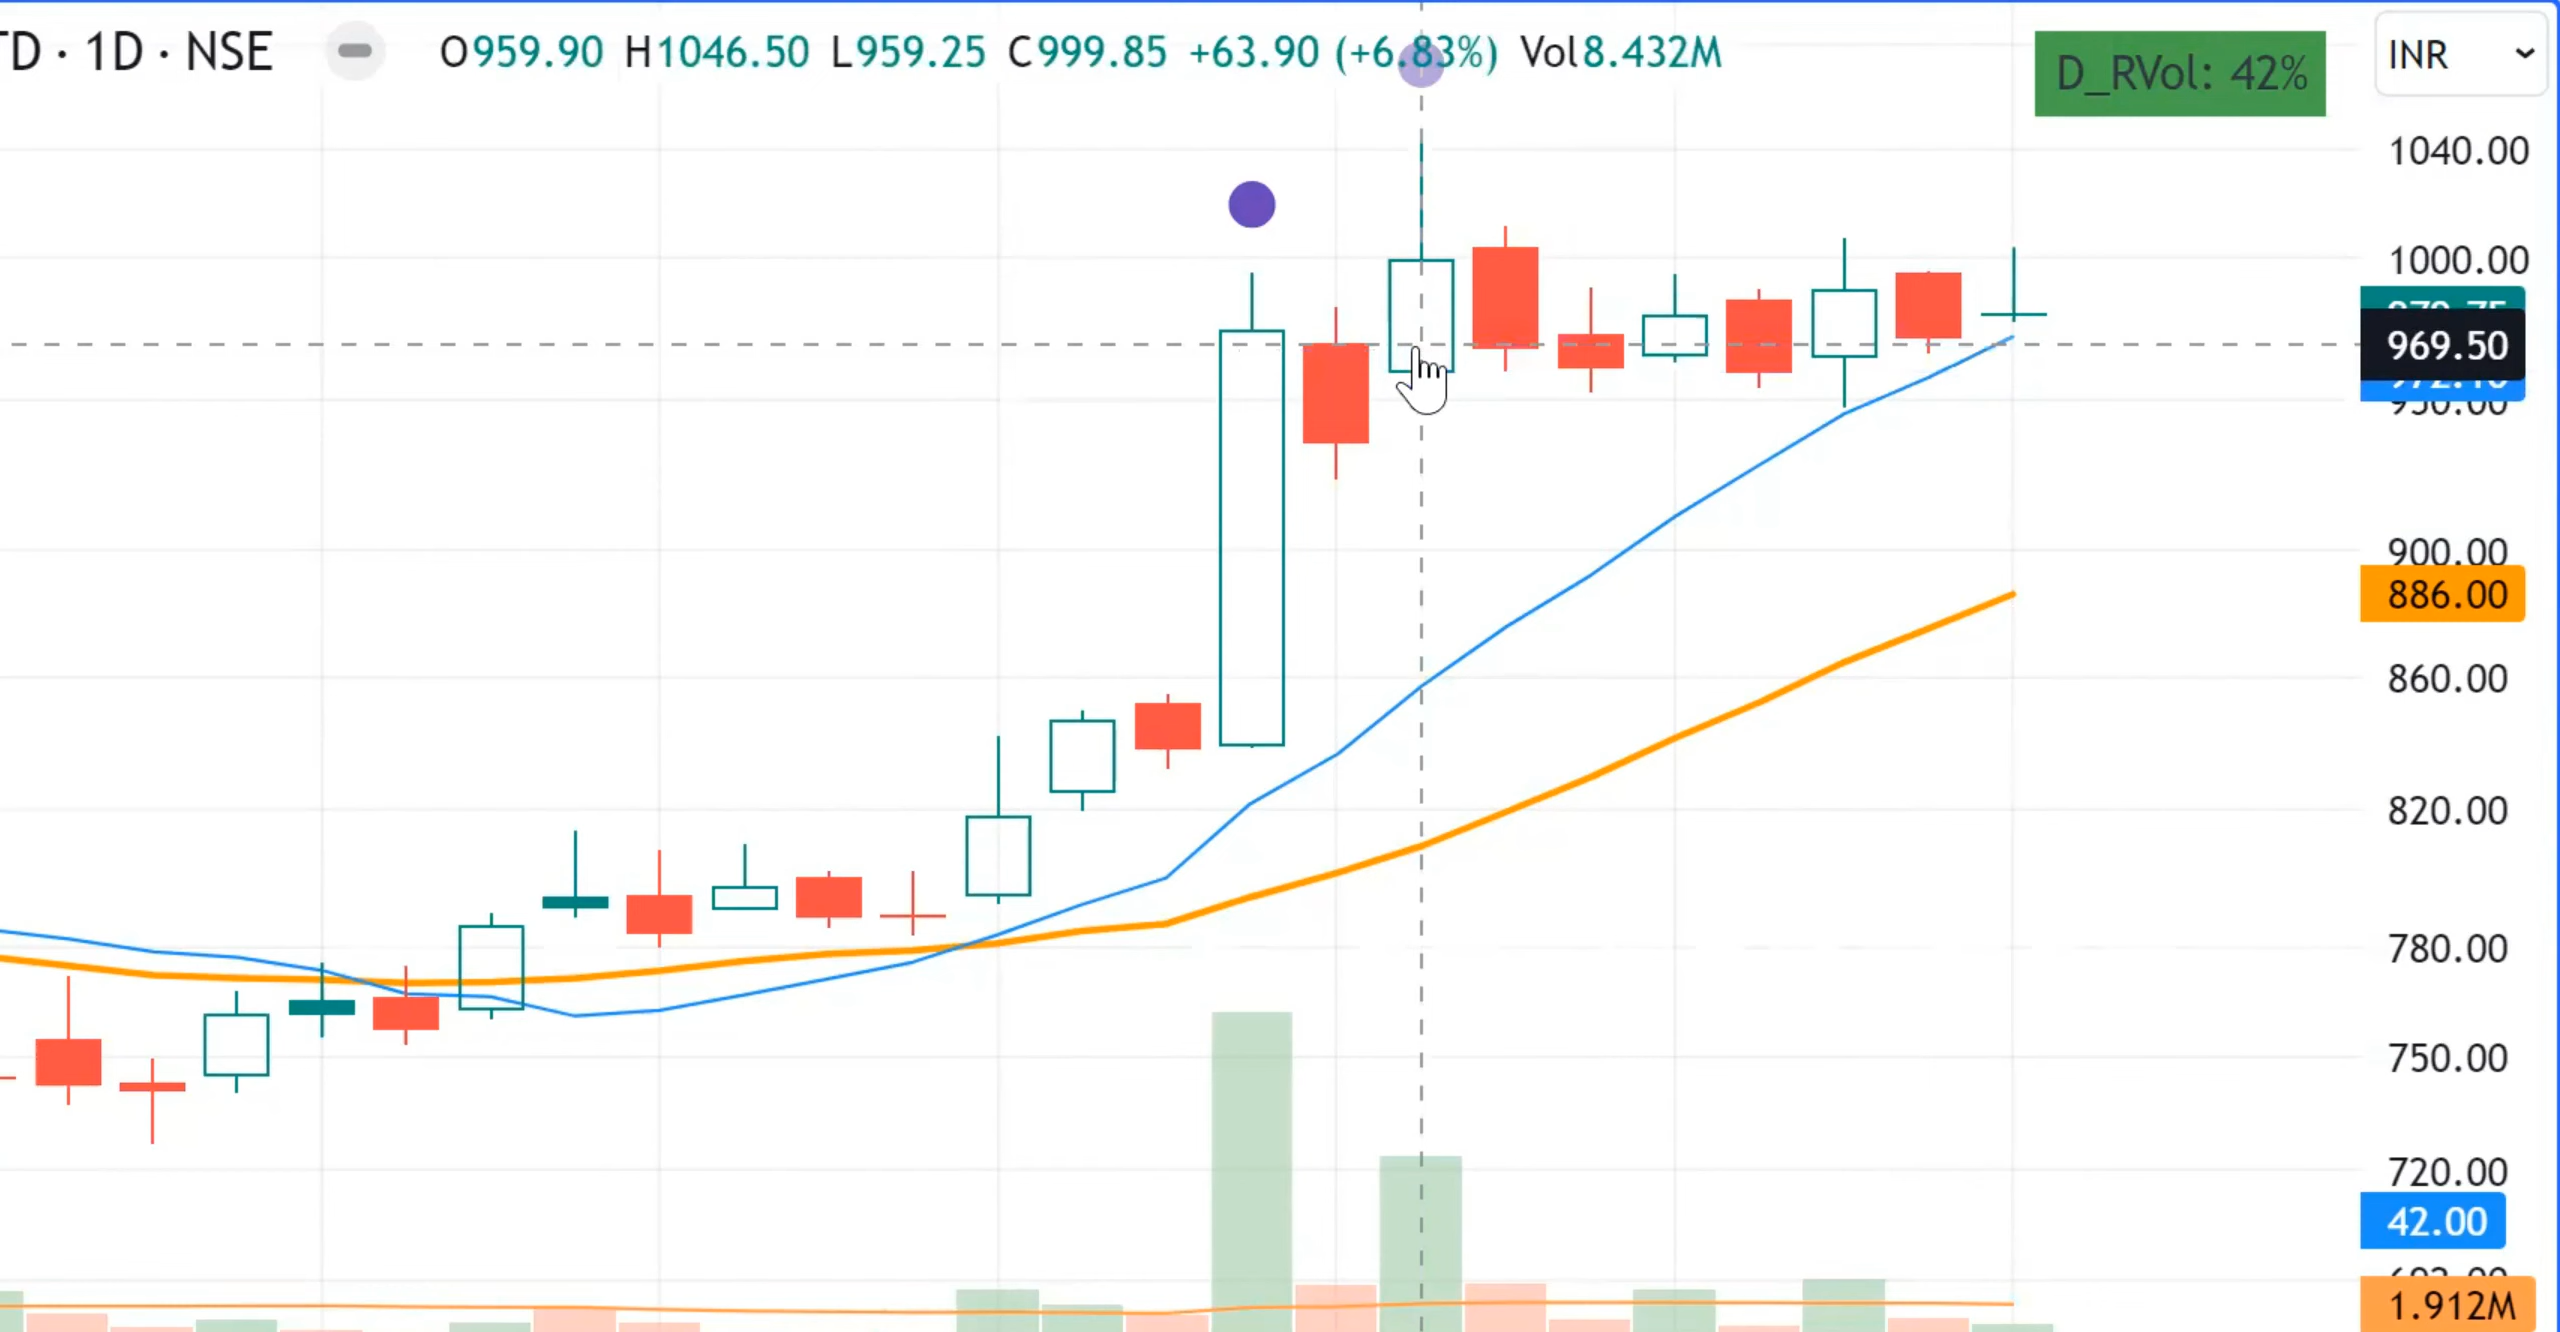 TD · 1D · NSE O959.90 H1046.50 L959.25 C999.85 +63.90 (+6.83%) Vol8.432M
D_RVol: 42%
INR
1040.00
1000.00
969.50
900.00
886.00
860.00
820.00
780.00
750.00
720.00
42.00
1.912M